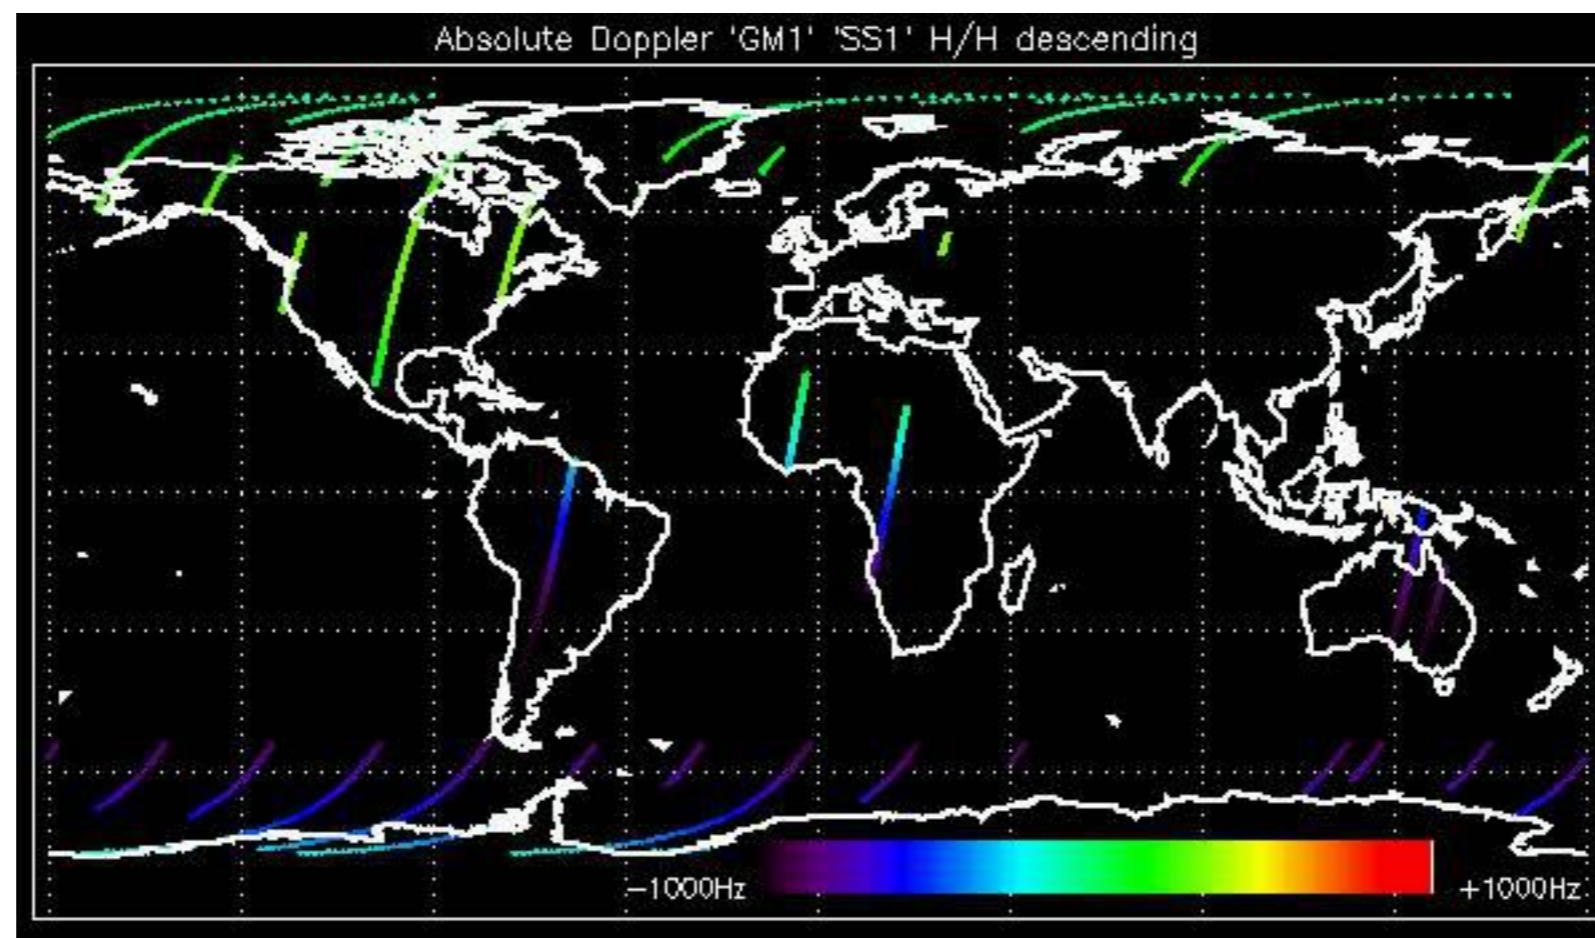 Absolute Doppler 'GM1' 'SS1' H/H descending
−1000Hz
+1000Hz